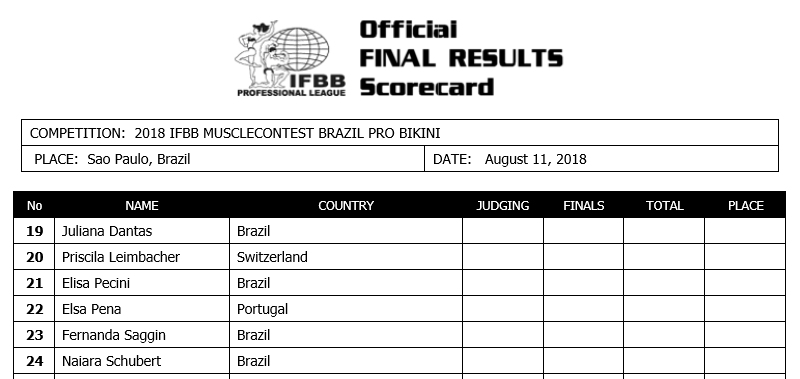 Official
FINAL RESULTS
Scorecard
IFBB
PROFESSIONAL LEAGUE
COMPETITION: 2018 IFBB MUSCLECONTEST BRAZIL PRO BIKINI
PLACE: Sao Paulo, Brazil DATE: August 11, 2018
No NAME COUNTRY JUDGING FINALS TOTAL PLACE
19 Juliana Dantas Brazil
20 Priscila Leimbacher Switzerland
21 Elisa Pecini Brazil
22 Elsa Pena Portugal
23 Fernanda Saggin Brazil
24 Naiara Schubert Brazil